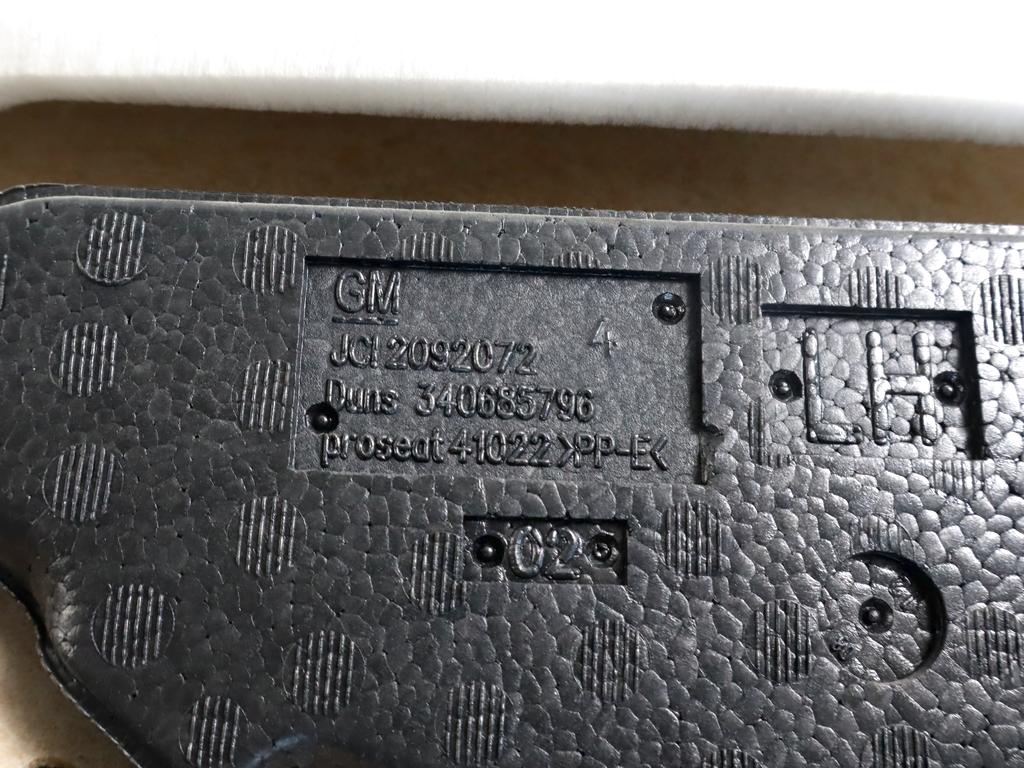 GM
4
JCI 2092072
Duns 340685796
proseat 41022 >PP-E<
LH
02